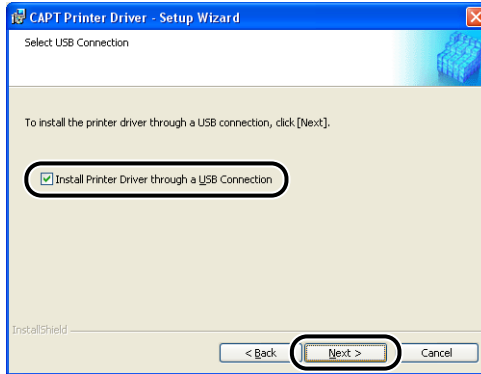 CAPT Printer Driver - Setup Wizard
Select USB Connection
To install the printer driver through a USB connection, click [Next].
Install Printer Driver through a USB Connection
InstallShield
< Back Next > Cancel